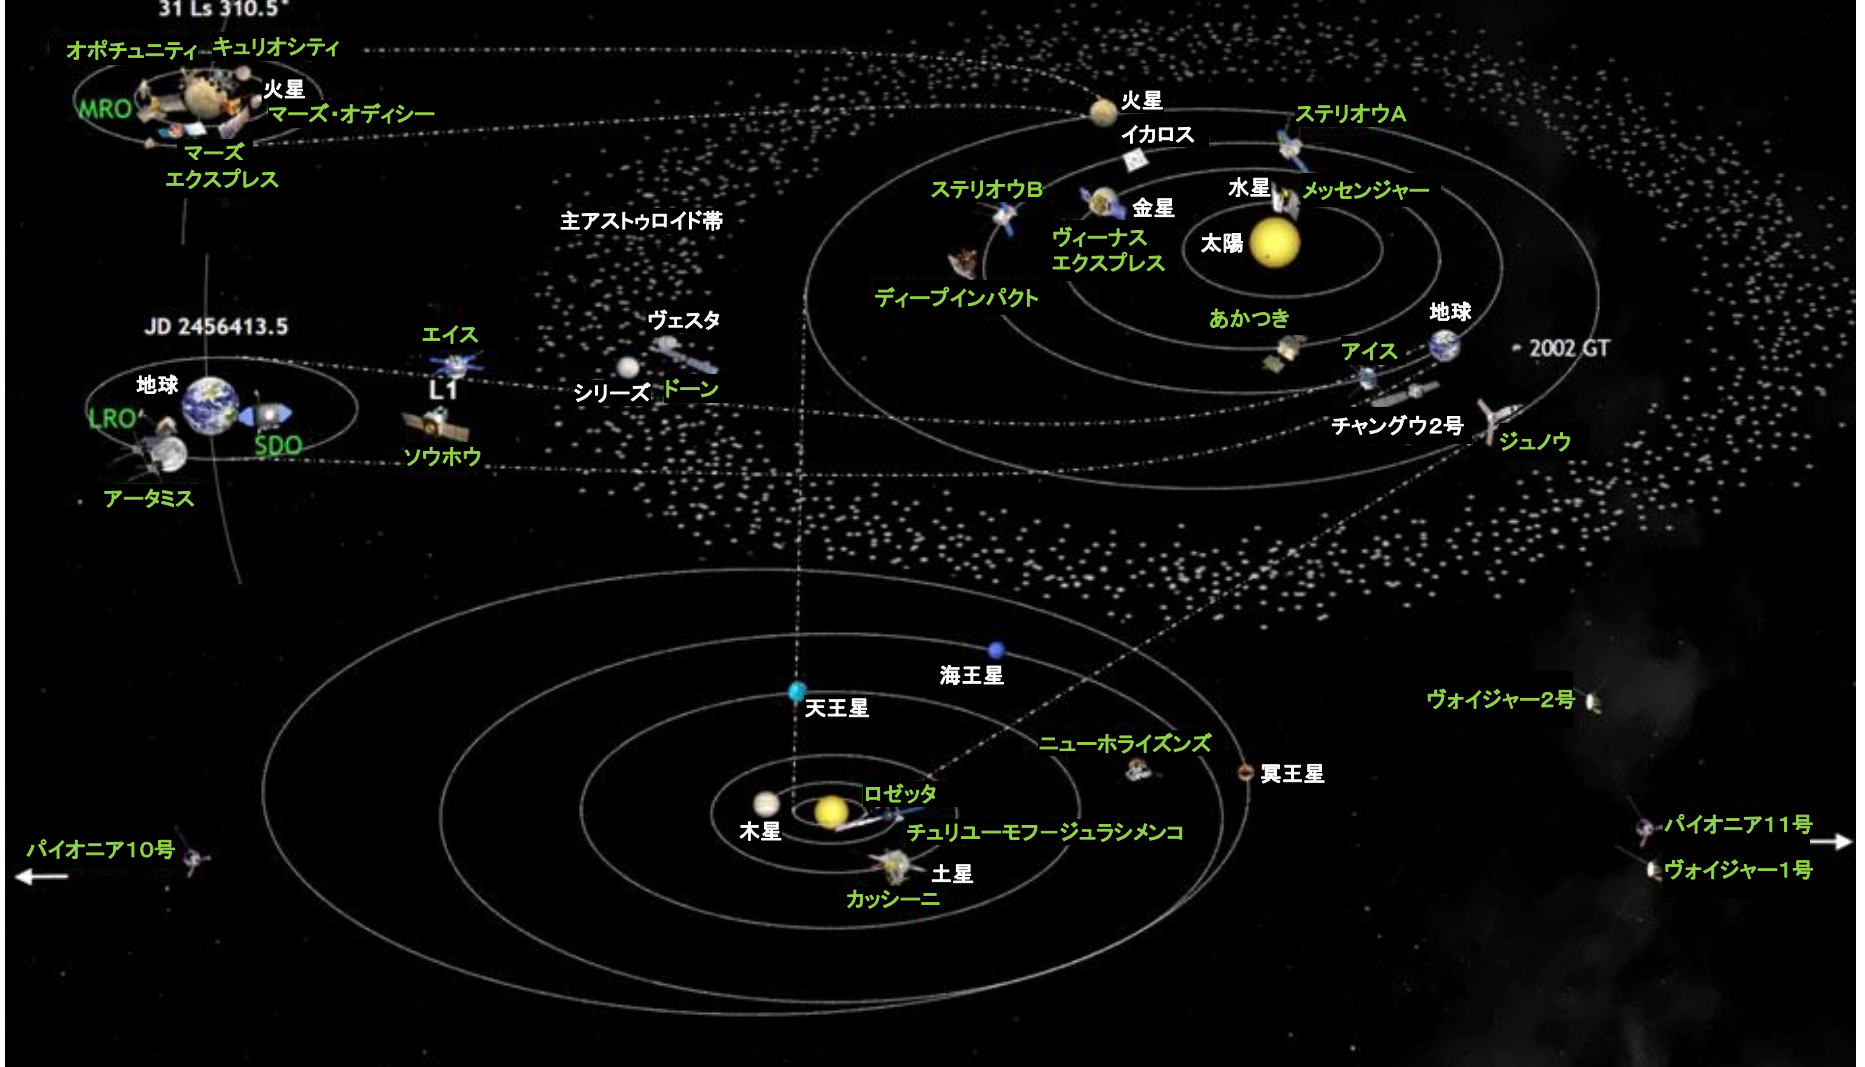 31 Ls 310.5°
オポチュニティ キュリオシティ
火星
MRO
マーズ・オディシー
マーズ
エクスプレス
火星
イカロス
ステリオウA
ステリオウB
水星
メッセンジャー
金星
太陽
ヴィーナス
エクスプレス
主アストゥロイド帯
ディープインパクト
あかつき
地球
アイス
2002 GT
チャングウ2号
ジュノウ
JD 2456413.5
エイス
ヴェスタ
地球
L1
シリーズ
ドーン
LRO
SDO
ソウホウ
アータミス
海王星
天王星
ヴォイジャー2号
ニューホライズンズ
冥王星
ロゼッタ
木星
チュリユーモフージュラシメンコ
土星
カッシーニ
パイオニア10号
パイオニア11号
ヴォイジャー1号